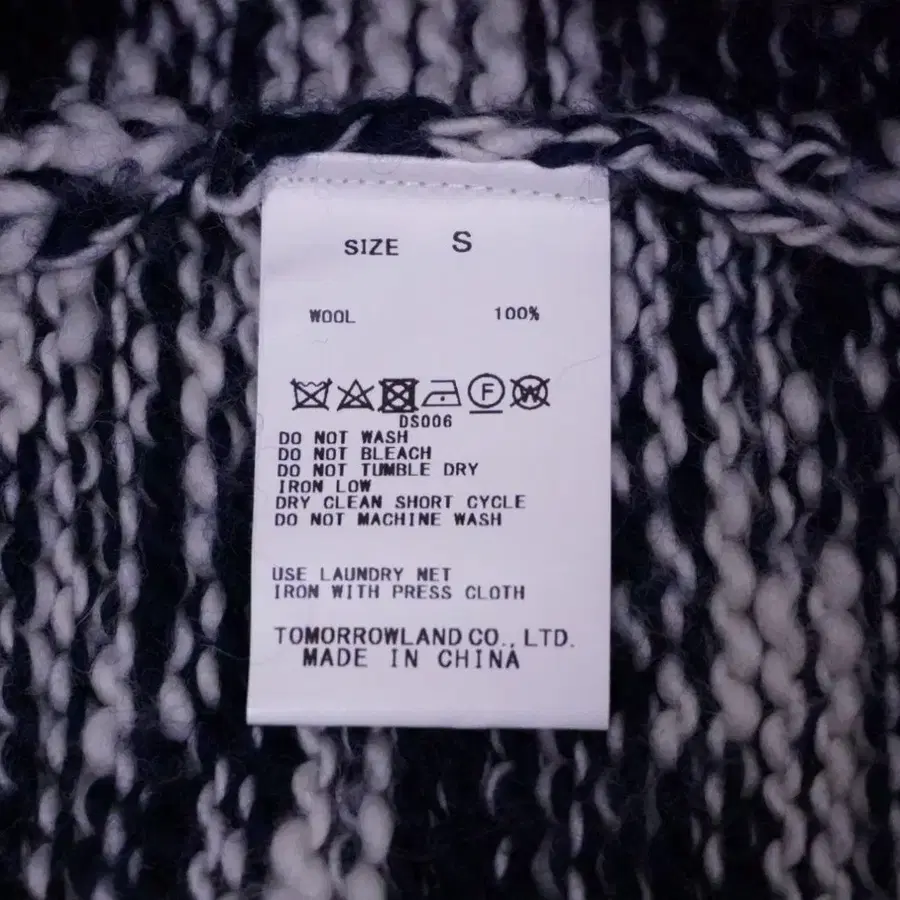 SIZE S
WOOL 100%
F W
DS006
DO NOT WASH
DO NOT BLEACH
DO NOT TUMBLE DRY
IRON LOW
DRY CLEAN SHORT CYCLE
DO NOT MACHINE WASH
USE LAUNDRY NET
IRON WITH PRESS CLOTH
TOMORROWLAND CO., LTD.
MADE IN CHINA